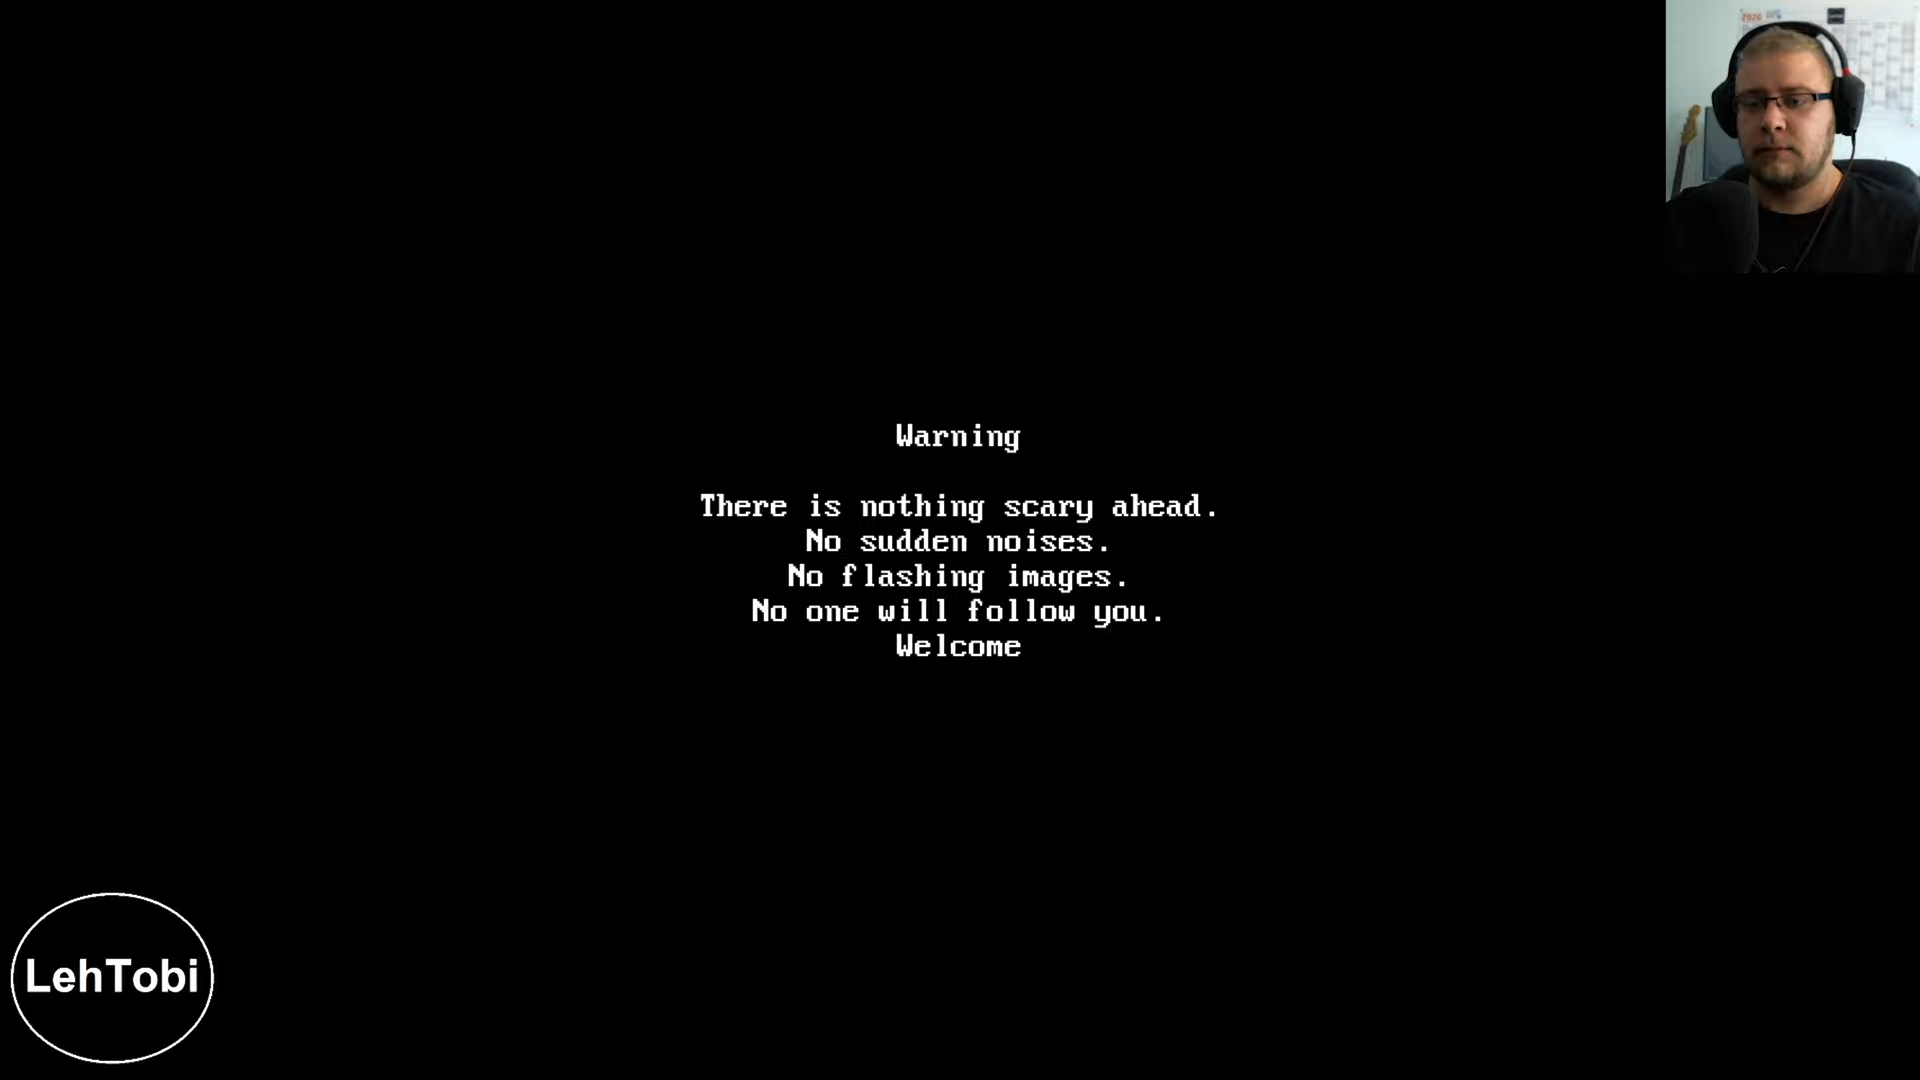 2026
Warning
There is nothing scary ahead.
No sudden noises.
No flashing images.
No one will follow you.
Welcome
LehTobi